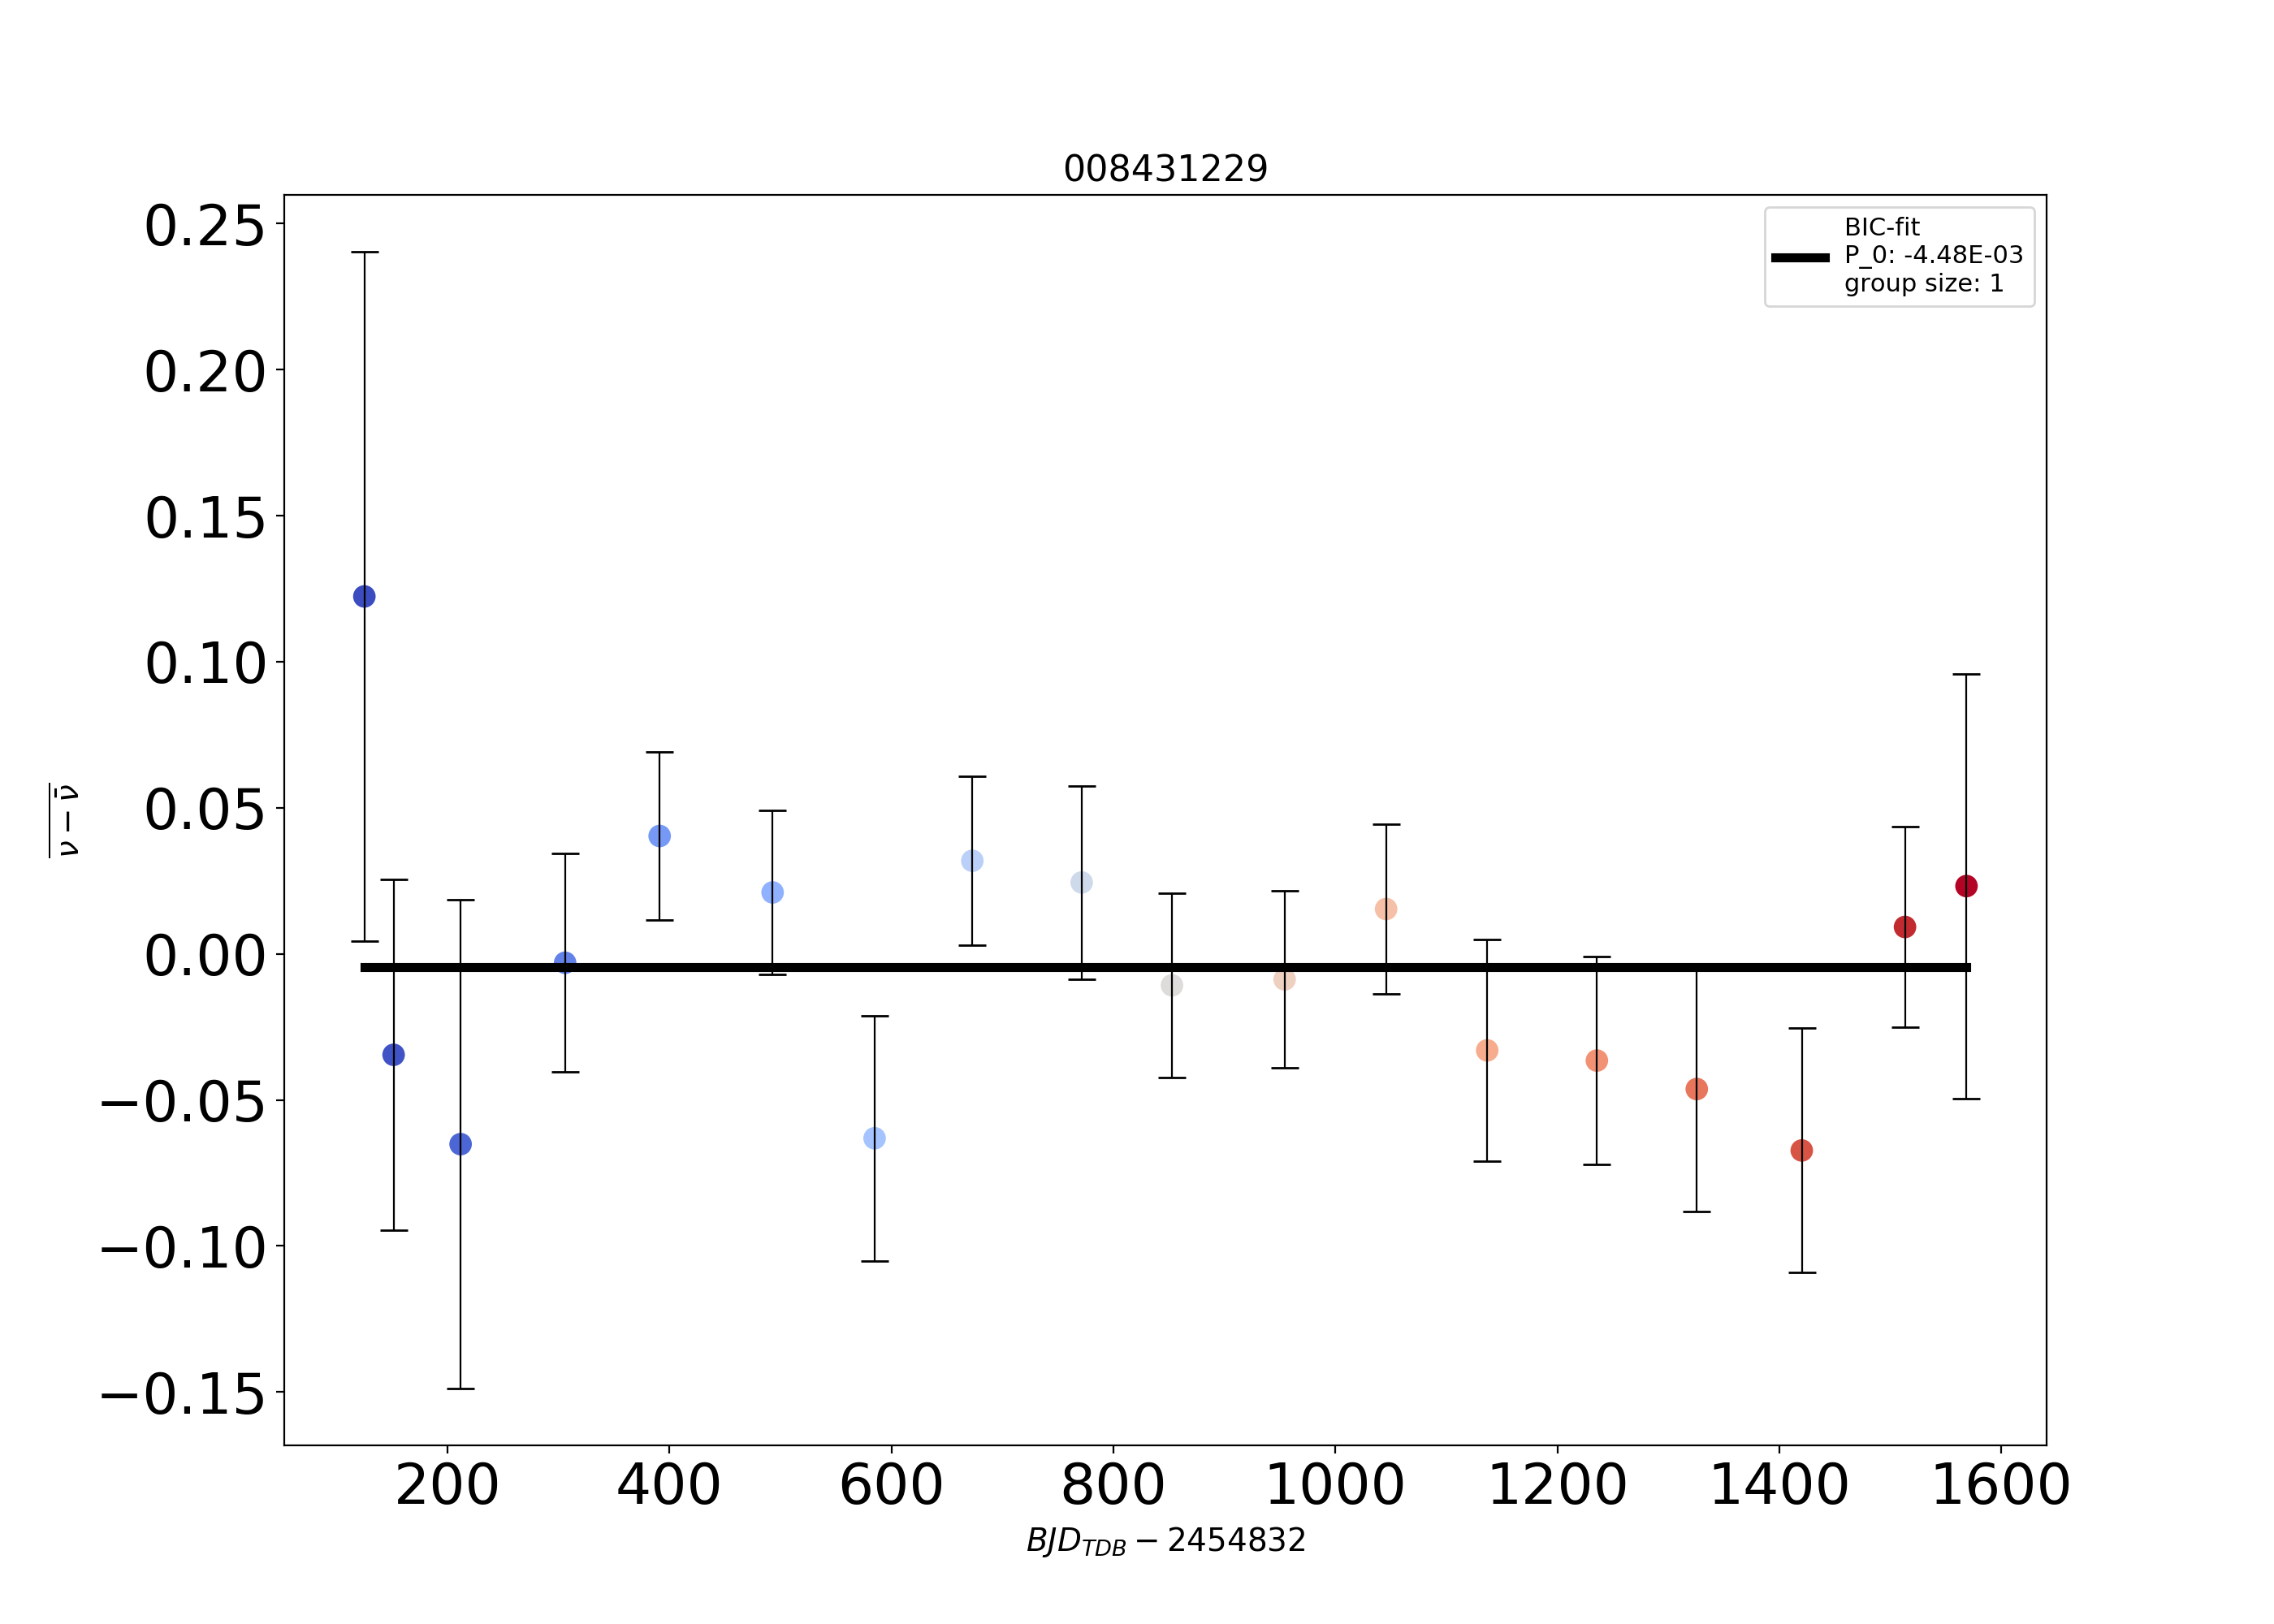 008431229
BIC-fit
P_0: -4.48E-03
group size: 1
0.25
0.20
0.15
0.10
0.05
0.00
−0.05
−0.10
−0.15
ν − ν̄
200 400 600 800 1000 1200 1400 1600
BJD_TDB − 2454832